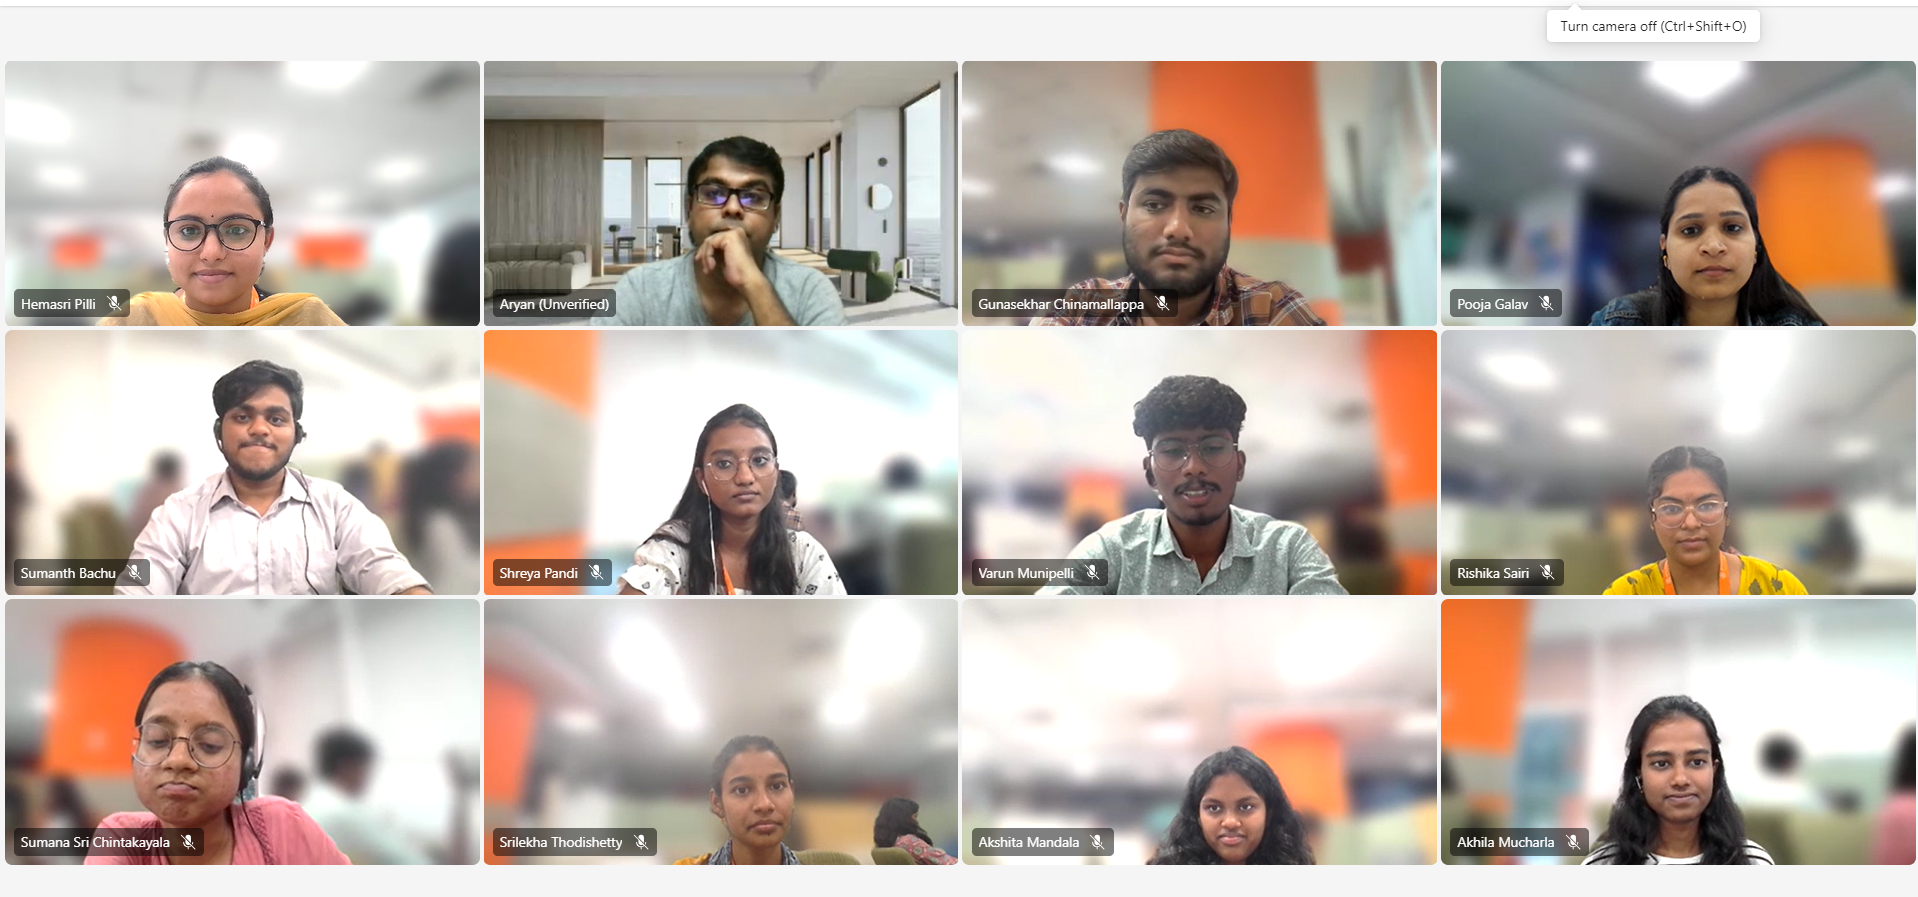 Turn camera off (Ctrl+Shift+O)
Hemasri Pilli
Aryan (Unverified)
Gunasekhar Chinamallappa
Pooja Galav
Sumanth Bachu
Shreya Pandi
Varun Munipelli
Rishika Sairi
Sumana Sri Chintakayala
Srilekha Thodishetty
Akshita Mandala
Akhila Mucharla